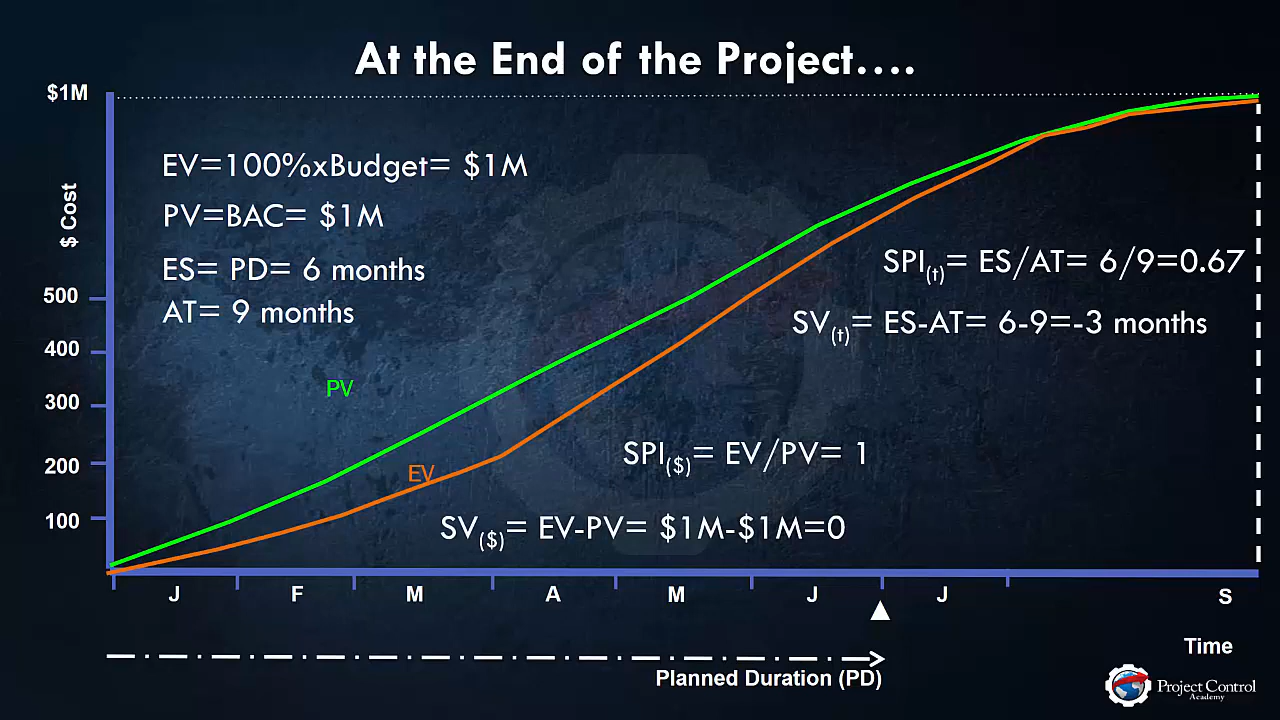 At the End of the Project....
$1M
$ Cost
500
400
300
200
100
EV=100%xBudget= $1M
PV=BAC= $1M
ES= PD= 6 months
AT= 9 months
SPI(t)= ES/AT= 6/9=0.67
SV(t)= ES-AT= 6-9=-3 months
PV
EV
SPI($)= EV/PV= 1
SV($)= EV-PV= $1M-$1M=0
J F M A M J J S
Time
Planned Duration (PD)
Project Control
Academy